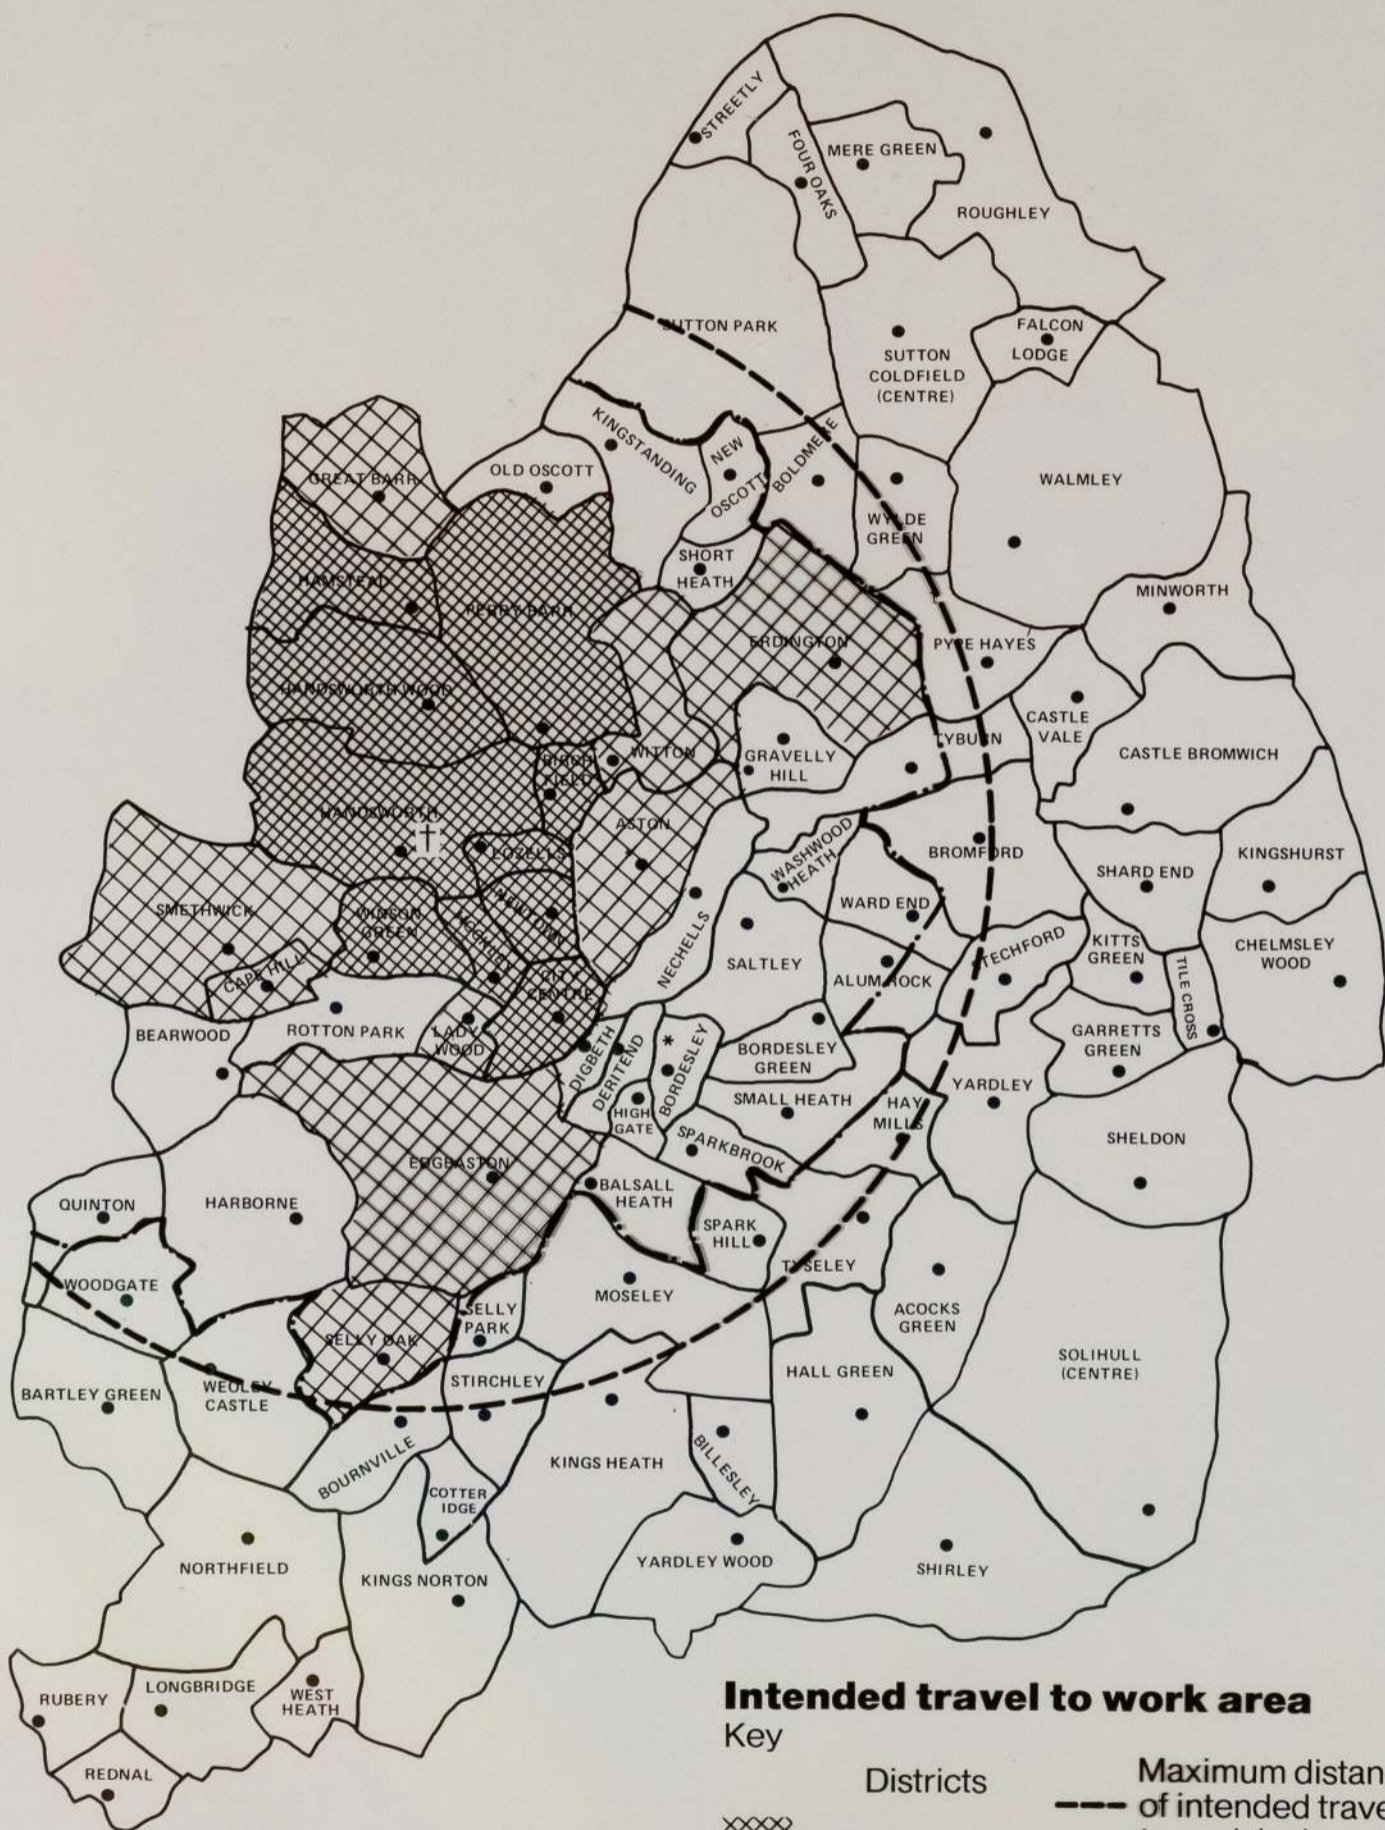 STREETLY
FOUR OAKS
MERE GREEN
ROUGHLEY
SUTTON PARK
SUTTON
COLDFIELD
(CENTRE)
FALCON
LODGE
KINGSTANDING
NEW
OSCOTT
BOLDMERE
OLD OSCOTT
GREAT BARR
WALMLEY
WYLDE
GREEN
SHORT
HEATH
HAMSTEAD
PERRY BARR
MINWORTH
ERDINGTON
PYPE HAYES
HANDSWORTH WOOD
CASTLE
VALE
TYBURN
CASTLE BROMWICH
GRAVELLY
HILL
WITTON
BIRCH
FIELD
HANDSWORTH
†
ASTON
LOZELLS
WASHWOOD
HEATH
BROMFORD
SHARD END
KINGSHURST
WARD END
SMETHWICK
WINSON
GREEN
HOCKLEY
NEWTOWN
NECHELLS
SALTLEY
ALUM ROCK
TECHFORD
KITTS
GREEN
CHELMSLEY
WOOD
TILE CROSS
CAPE HILL
CITY
CENTRE
BEARWOOD
ROTTON PARK
LADY
WOOD
DIGBETH
DERITEND
*
BORDESLEY
BORDESLEY
GREEN
GARRETTS
GREEN
HIGH
GATE
SMALL HEATH
HAY
MILLS
YARDLEY
SPARKBROOK
SHELDON
EDGBASTON
BALSALL
HEATH
QUINTON
HARBORNE
SPARK
HILL
TYSELEY
WOODGATE
MOSELEY
SELLY
PARK
ACOCKS
GREEN
SELLY OAK
SOLIHULL
(CENTRE)
BARTLEY GREEN
WEOLEY
CASTLE
STIRCHLEY
HALL GREEN
BOURNVILLE
KINGS HEATH
BILLESLEY
COTTER
IDGE
NORTHFIELD
KINGS NORTON
YARDLEY WOOD
SHIRLEY
RUBERY
LONGBRIDGE
WEST
HEATH
REDNAL
Intended travel to work area
Key
Districts
Maximum distan
of intended trave